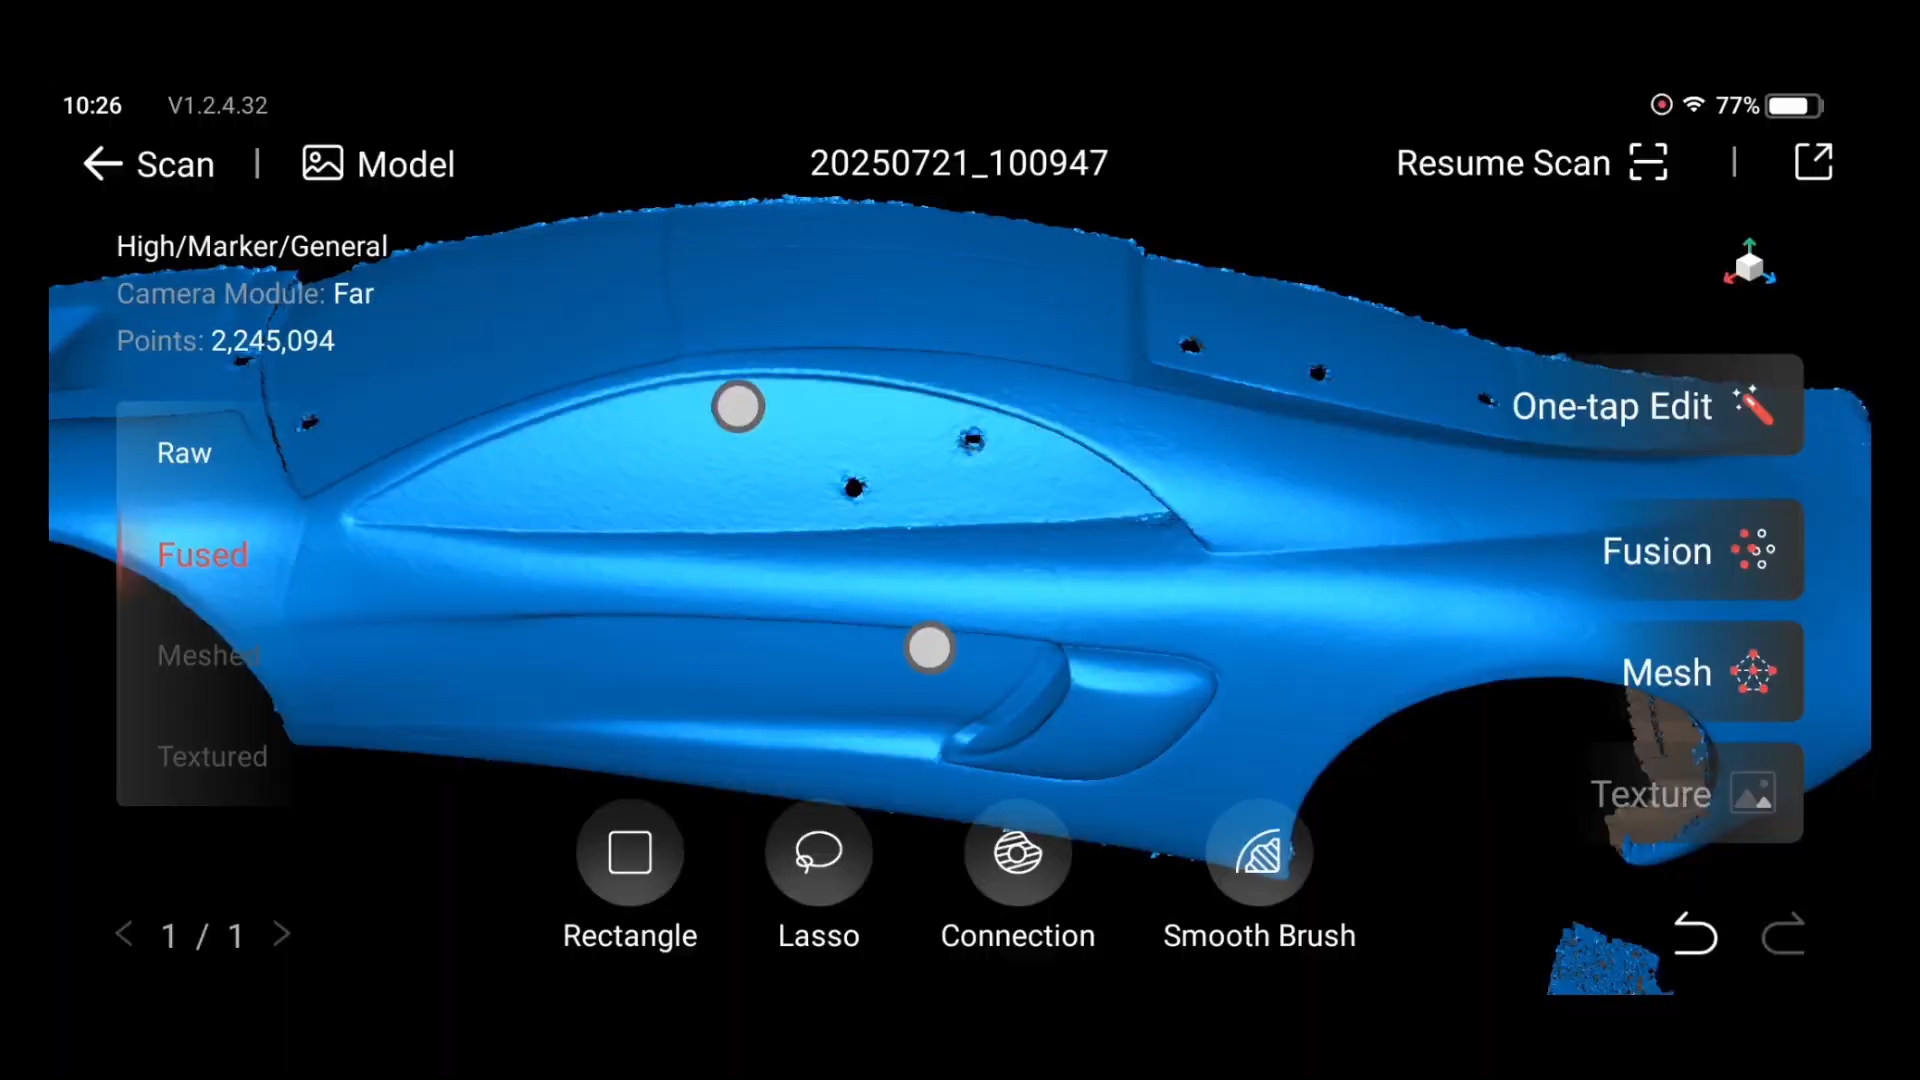 10:26 V1.2.4.32 77%
Scan | Model 20250721_100947 Resume Scan |
High/Marker/General
Camera Module: Far
Points: 2,245,094
Raw
Fused
Meshed
Textured
One-tap Edit
Fusion
Mesh
Texture
< 1 / 1 >
Rectangle Lasso Connection Smooth Brush